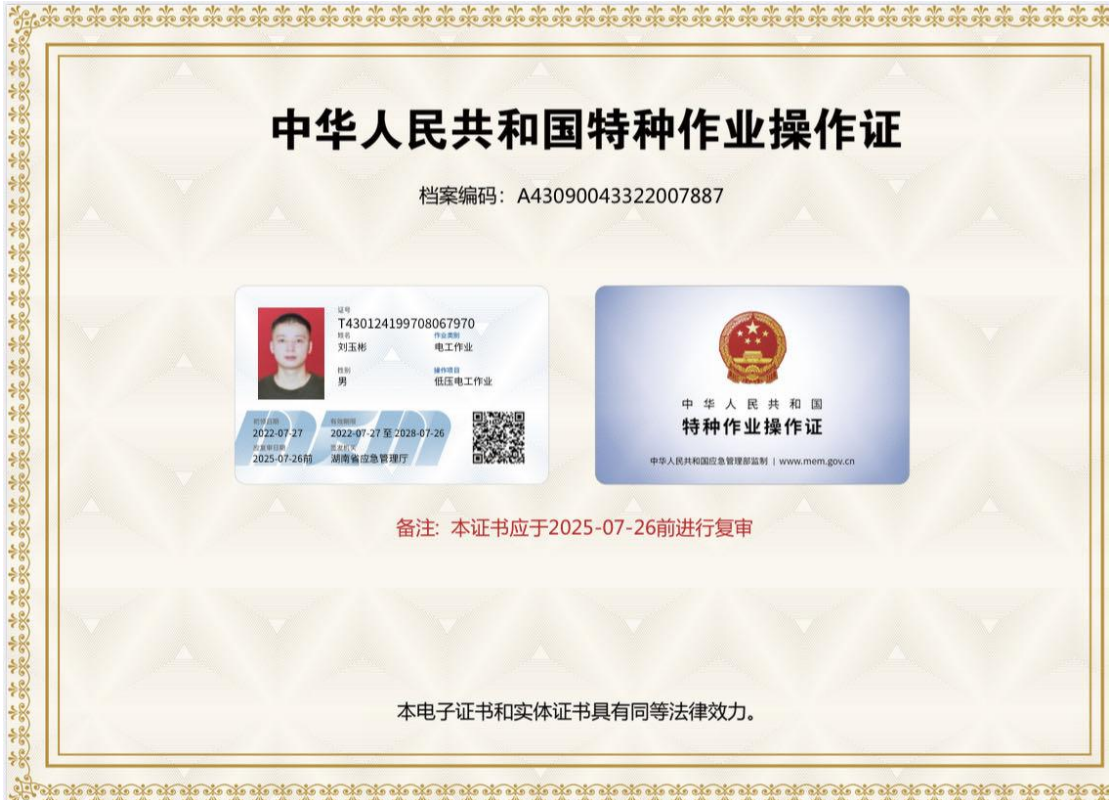 中华人民共和国特种作业操作证
档案编码：A43090043322007887
证号
T430124199708067970
姓名 作业类别
刘玉彬 电工作业
性别 操作项目
男 低压电工作业
初领日期 有效期限
2022-07-27 2022-07-27 至 2028-07-26
应复审日期 签发机关
2025-07-26前 湖南省应急管理厅
中华人民共和国
特种作业操作证
中华人民共和国应急管理部监制 | www.mem.gov.cn
备注: 本证书应于2025-07-26前进行复审
本电子证书和实体证书具有同等法律效力。